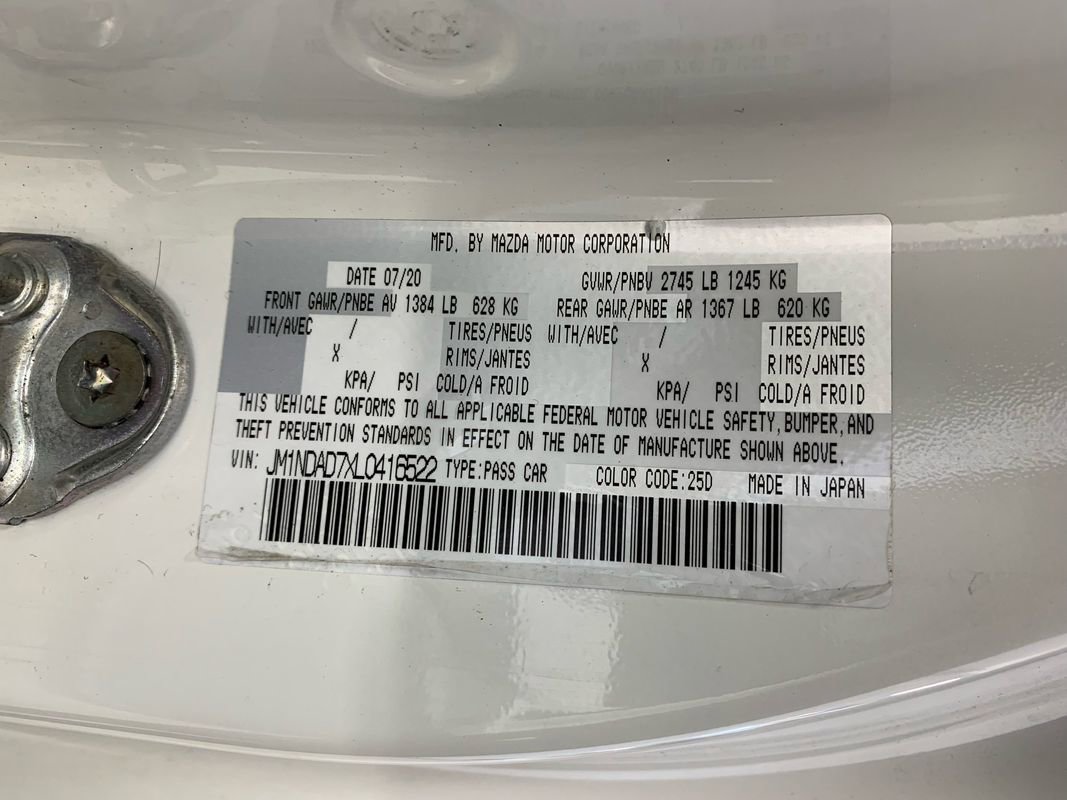 MFD. BY MAZDA MOTOR CORPORATION
DATE 07/20 GVWR/PNBV 2745 LB 1245 KG
FRONT GAWR/PNBE AV 1384 LB 628 KG REAR GAWR/PNBE AR 1367 LB 620 KG
WITH/AVEC / TIRES/PNEUS WITH/AVEC / TIRES/PNEUS
X RIMS/JANTES X RIMS/JANTES
KPA/ PSI COLD/A FROID KPA/ PSI COLD/A FROID
THIS VEHICLE CONFORMS TO ALL APPLICABLE FEDERAL MOTOR VEHICLE SAFETY, BUMPER, AND
THEFT PREVENTION STANDARDS IN EFFECT ON THE DATE OF MANUFACTURE SHOWN ABOVE.
VIN: JM1NDAD7XL0416522 TYPE:PASS CAR COLOR CODE:25D MADE IN JAPAN